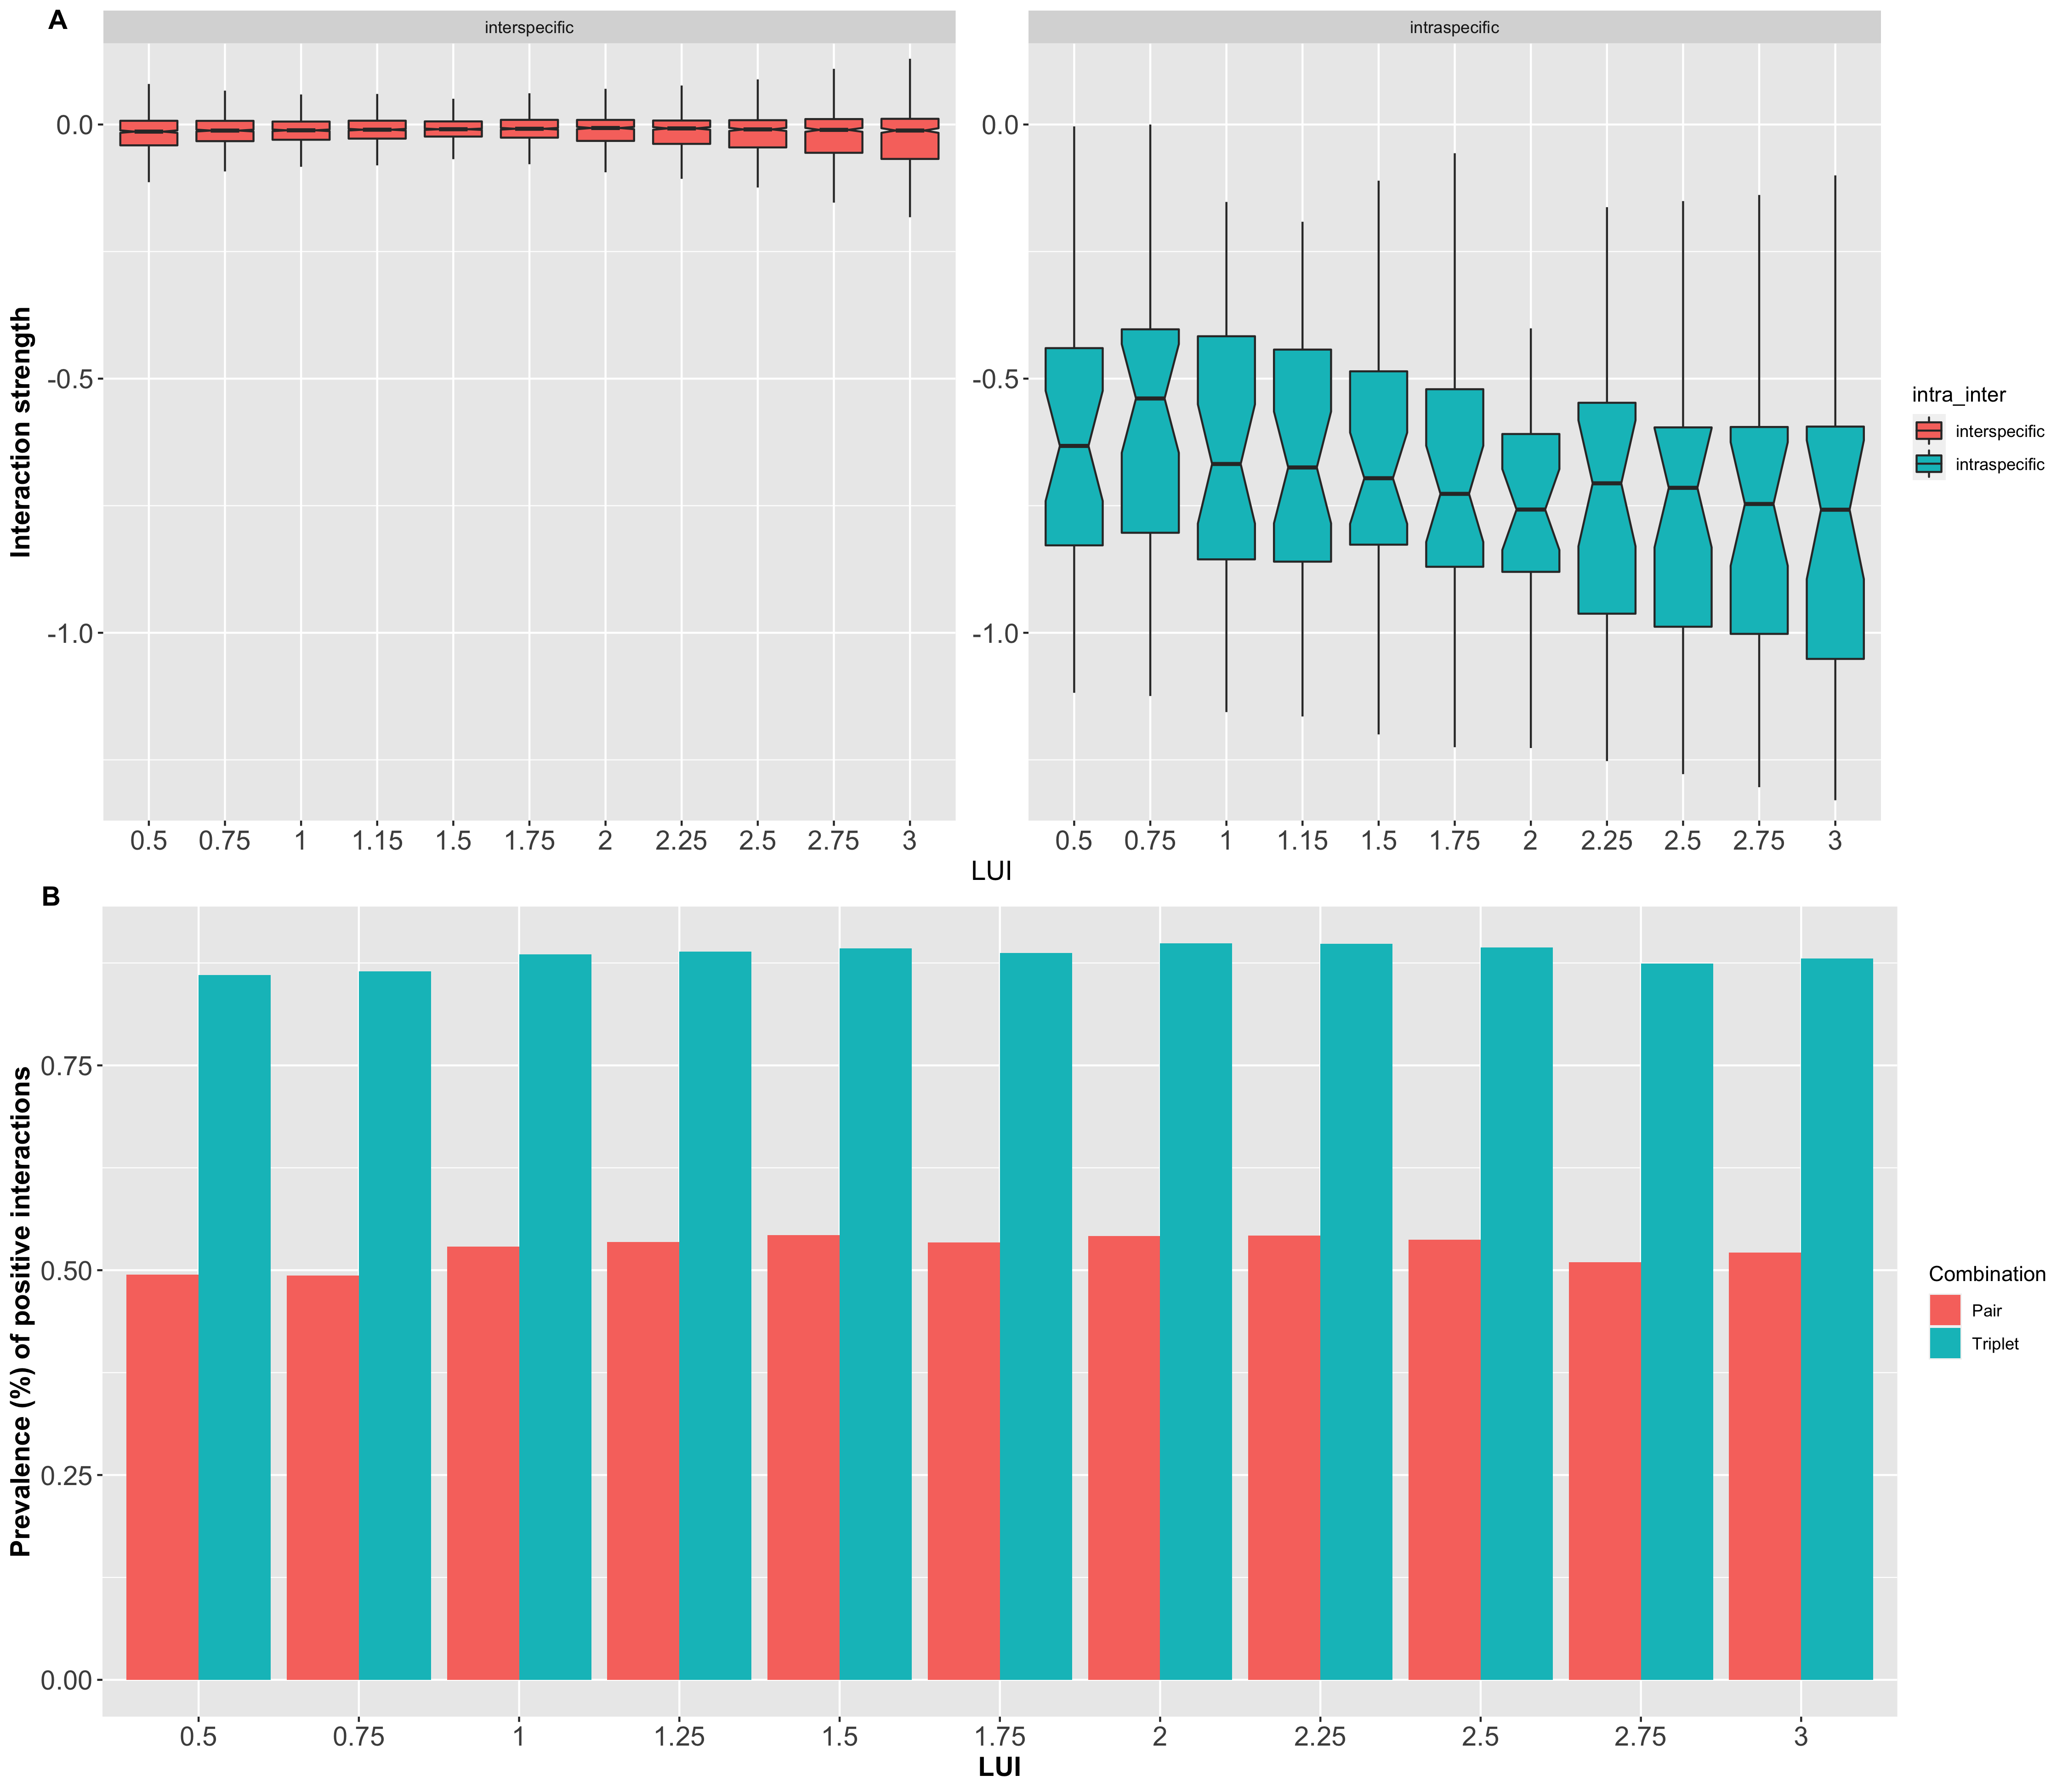 A
interspecific
intraspecific
Interaction strength
0.0
-0.5
-1.0
0.0
-0.5
-1.0
0.5 0.75 1 1.15 1.5 1.75 2 2.25 2.5 2.75 3
0.5 0.75 1 1.15 1.5 1.75 2 2.25 2.5 2.75 3
LUI
intra_inter
interspecific
intraspecific
B
Prevalence (%) of positive interactions
0.75
0.50
0.25
0.00
0.5 0.75 1 1.25 1.5 1.75 2 2.25 2.5 2.75 3
LUI
Combination
Pair
Triplet